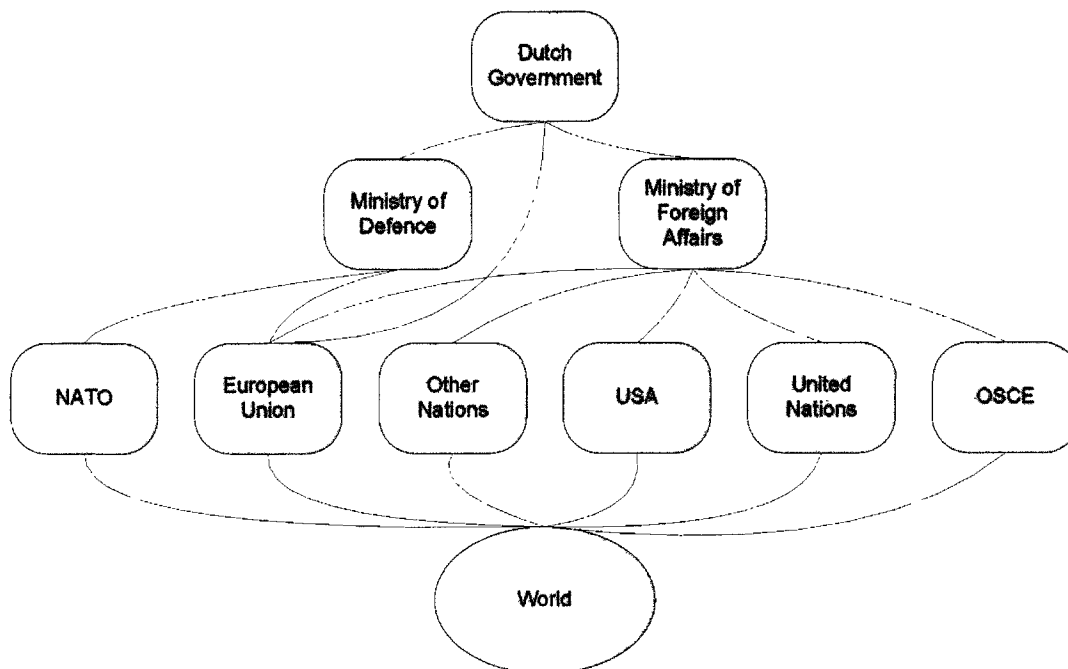 Dutch
Government
Ministry of
Defence
Ministry of
Foreign
Affairs
NATO
European
Union
Other
Nations
USA
United
Nations
OSCE
World